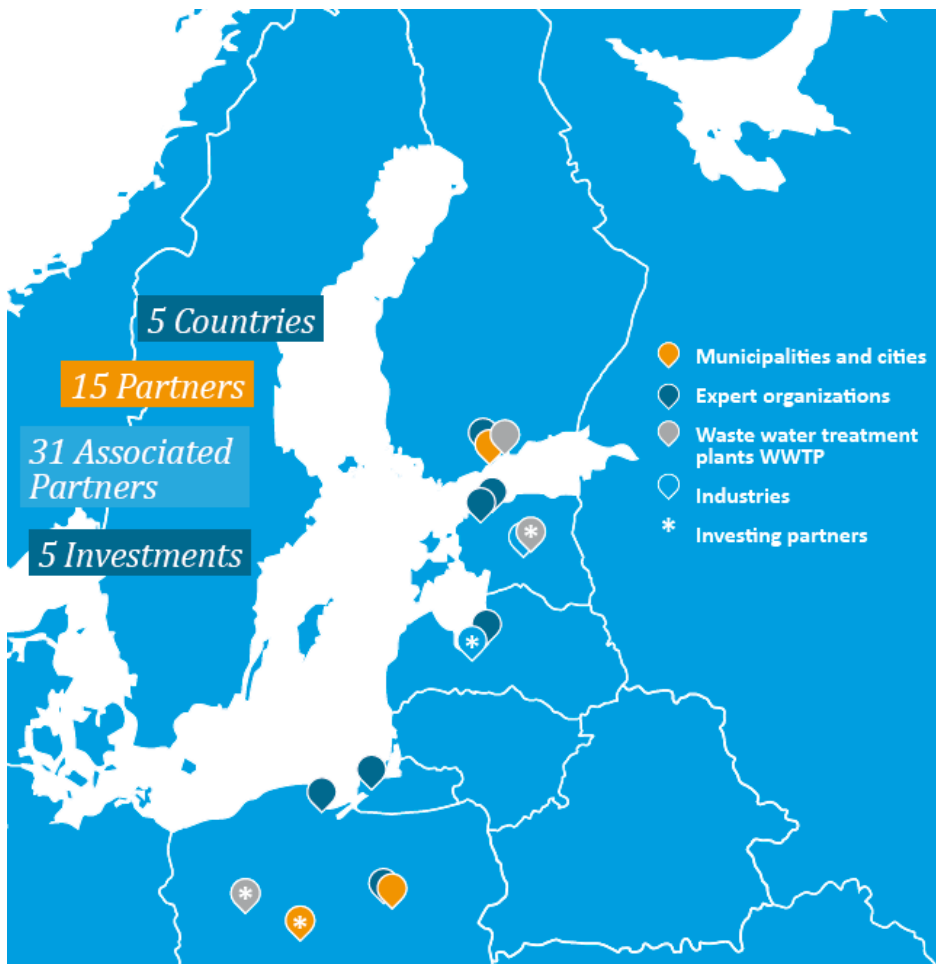 5 Countries
15 Partners
31 Associated
Partners
5 Investments
Municipalities and cities
Expert organizations
Waste water treatment
plants WWTP
Industries
* Investing partners